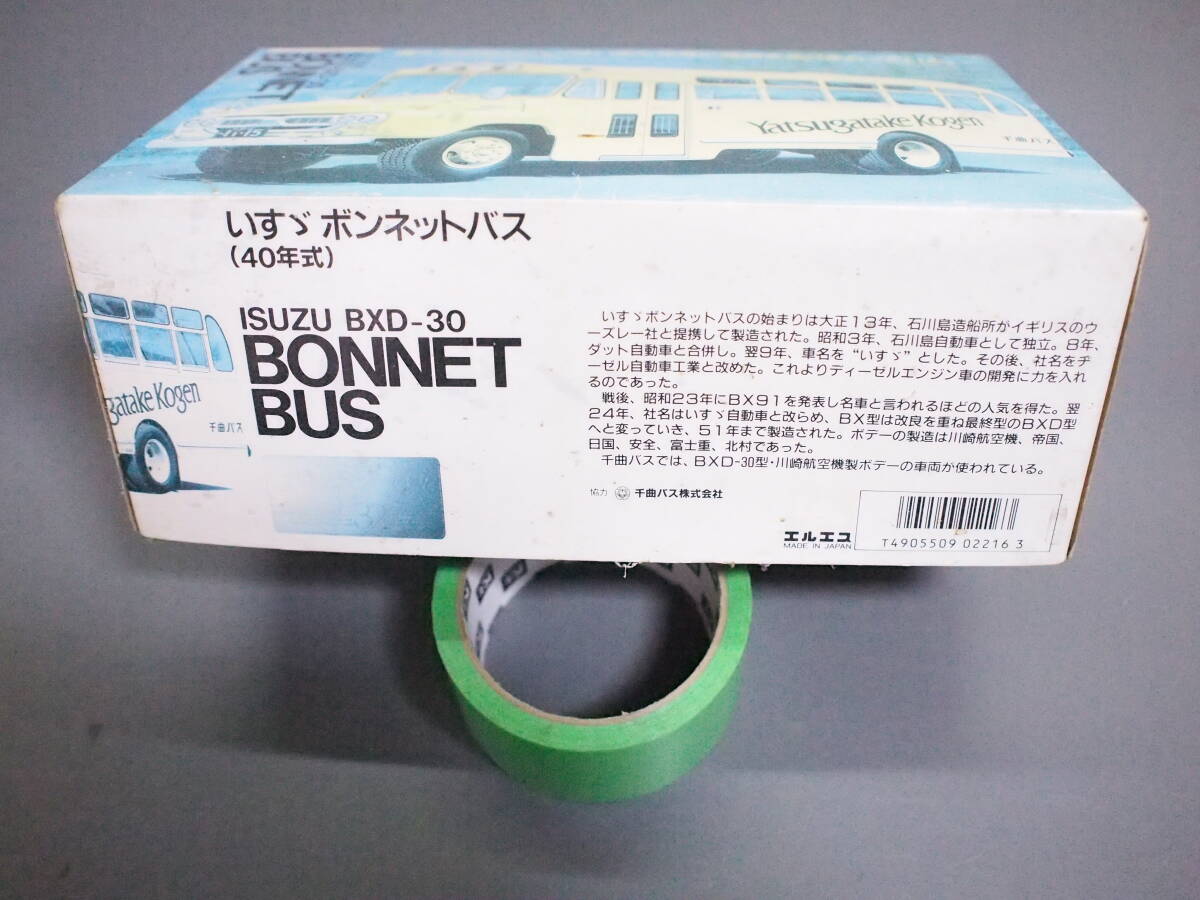 BONNET
BUS
Yatsugatake Kogen
千曲バス
いすゞ ボンネットバス
(40年式)
ISUZU BXD-30
BONNET
BUS
gatake Kogen
千曲バス
いすゞボンネットバスの始まりは大正13年、石川島造船所がイギリスのウ
ーズレー社と提携して製造された。昭和3年、石川島自動車として独立。8年、
ダット自動車と合併し。翌9年、車名を“いすゞ”とした。その後、社名をヂ
ーゼル自動車工業と改めた。これよりディーゼルエンジン車の開発に力を入れ
るのであった。
戦後、昭和23年にBX91を発表し名車と言われるほどの人気を得た。翌
24年、社名はいすゞ自動車と改らめ、BX型は改良を重ね最終型のBXD型
へと変っていき、51年まで製造された。ボデーの製造は川崎航空機、帝国、
日国、安全、富士重、北村であった。
千曲バスでは、BXD-30型・川崎航空機製ボデーの車両が使われている。
協力 千曲バス株式会社
エルエス
MADE IN JAPAN
T4905509 02216 3